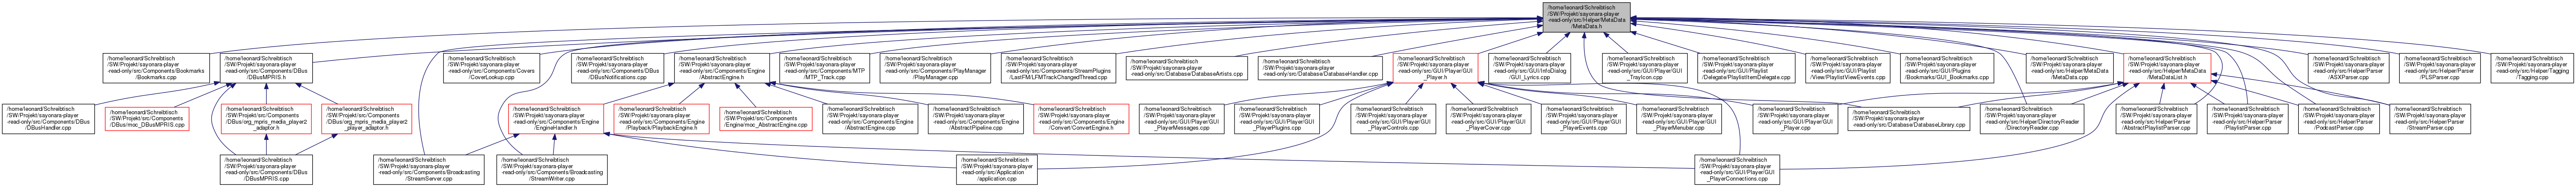 /home/leonard/Schreibtisch
/SW/Projekt/sayonara-player
-read-only/src/Helper/MetaData
/MetaData.h
/home/leonard/Schreibtisch
/SW/Projekt/sayonara-player
-read-only/src/Components/Bookmarks
/Bookmarks.cpp
/home/leonard/Schreibtisch
/SW/Projekt/sayonara-player
-read-only/src/Components/DBus
/DBusMPRIS.h
/home/leonard/Schreibtisch
/SW/Projekt/sayonara-player
-read-only/src/Components/Covers
/CoverLookup.cpp
/home/leonard/Schreibtisch
/SW/Projekt/sayonara-player
-read-only/src/Components/DBus
/DBusNotifications.cpp
/home/leonard/Schreibtisch
/SW/Projekt/sayonara-player
-read-only/src/Components/Engine
/AbstractEngine.h
/home/leonard/Schreibtisch
/SW/Projekt/sayonara-player
-read-only/src/Components/MTP
/MTP_Track.cpp
/home/leonard/Schreibtisch
/SW/Projekt/sayonara-player
-read-only/src/Components/PlayManager
/PlayManager.cpp
/home/leonard/Schreibtisch
/SW/Projekt/sayonara-player
-read-only/src/Components/StreamPlugins
/LastFM/LFMTrackChangedThread.cpp
/home/leonard/Schreibtisch
/SW/Projekt/sayonara-player
-read-only/src/Database/DatabaseArtists.cpp
/home/leonard/Schreibtisch
/SW/Projekt/sayonara-player
-read-only/src/Database/DatabaseHandler.cpp
/home/leonard/Schreibtisch
/SW/Projekt/sayonara-player
-read-only/src/GUI/Player/GUI
_Player.h
/home/leonard/Schreibtisch
/SW/Projekt/sayonara-player
-read-only/src/GUI/InfoDialog
/GUI_Lyrics.cpp
/home/leonard/Schreibtisch
/SW/Projekt/sayonara-player
-read-only/src/GUI/Player/GUI
_TrayIcon.cpp
/home/leonard/Schreibtisch
/SW/Projekt/sayonara-player
-read-only/src/GUI/Playlist
/Delegate/PlaylistItemDelegate.cpp
/home/leonard/Schreibtisch
/SW/Projekt/sayonara-player
-read-only/src/GUI/Playlist
/View/PlaylistViewEvents.cpp
/home/leonard/Schreibtisch
/SW/Projekt/sayonara-player
-read-only/src/GUI/Plugins
/Bookmarks/GUI_Bookmarks.cpp
/home/leonard/Schreibtisch
/SW/Projekt/sayonara-player
-read-only/src/Helper/MetaData
/MetaData.cpp
/home/leonard/Schreibtisch
/SW/Projekt/sayonara-player
-read-only/src/Helper/MetaData
/MetaDataList.h
/home/leonard/Schreibtisch
/SW/Projekt/sayonara-player
-read-only/src/Helper/Parser
/ASXParser.cpp
/home/leonard/Schreibtisch
/SW/Projekt/sayonara-player
-read-only/src/Helper/Parser
/PLSParser.cpp
/home/leonard/Schreibtisch
/SW/Projekt/sayonara-player
-read-only/src/Helper/Tagging
/Tagging.cpp
/home/leonard/Schreibtisch
/SW/Projekt/sayonara-player
-read-only/src/Components/DBus
/DBusHandler.cpp
/home/leonard/Schreibtisch
/SW/Projekt/sayonara-player
-read-only/src/Components
/DBus/moc_DBusMPRIS.cpp
/home/leonard/Schreibtisch
/SW/Projekt/sayonara-player
-read-only/src/Components
/DBus/org_mpris_media_player2
_adaptor.h
/home/leonard/Schreibtisch
/SW/Projekt/sayonara-player
-read-only/src/Components
/DBus/org_mpris_media_player2
_player_adaptor.h
/home/leonard/Schreibtisch
/SW/Projekt/sayonara-player
-read-only/src/Components/Engine
/EngineHandler.h
/home/leonard/Schreibtisch
/SW/Projekt/sayonara-player
-read-only/src/Components/Engine
/Playback/PlaybackEngine.h
/home/leonard/Schreibtisch
/SW/Projekt/sayonara-player
-read-only/src/Components
/Engine/moc_AbstractEngine.cpp
/home/leonard/Schreibtisch
/SW/Projekt/sayonara-player
-read-only/src/Components/Engine
/AbstractEngine.cpp
/home/leonard/Schreibtisch
/SW/Projekt/sayonara-player
-read-only/src/Components/Engine
/AbstractPipeline.cpp
/home/leonard/Schreibtisch
/SW/Projekt/sayonara-player
-read-only/src/Components/Engine
/Convert/ConvertEngine.h
/home/leonard/Schreibtisch
/SW/Projekt/sayonara-player
-read-only/src/GUI/Player/GUI
_PlayerMessages.cpp
/home/leonard/Schreibtisch
/SW/Projekt/sayonara-player
-read-only/src/GUI/Player/GUI
_PlayerPlugins.cpp
/home/leonard/Schreibtisch
/SW/Projekt/sayonara-player
-read-only/src/GUI/Player/GUI
_PlayerControls.cpp
/home/leonard/Schreibtisch
/SW/Projekt/sayonara-player
-read-only/src/GUI/Player/GUI
_PlayerCover.cpp
/home/leonard/Schreibtisch
/SW/Projekt/sayonara-player
-read-only/src/GUI/Player/GUI
_PlayerEvents.cpp
/home/leonard/Schreibtisch
/SW/Projekt/sayonara-player
-read-only/src/GUI/Player/GUI
_PlayerMenubar.cpp
/home/leonard/Schreibtisch
/SW/Projekt/sayonara-player
-read-only/src/GUI/Player/GUI
_Player.cpp
/home/leonard/Schreibtisch
/SW/Projekt/sayonara-player
-read-only/src/Database/DatabaseLibrary.cpp
/home/leonard/Schreibtisch
/SW/Projekt/sayonara-player
-read-only/src/Helper/DirectoryReader
/DirectoryReader.cpp
/home/leonard/Schreibtisch
/SW/Projekt/sayonara-player
-read-only/src/Helper/Parser
/AbstractPlaylistParser.cpp
/home/leonard/Schreibtisch
/SW/Projekt/sayonara-player
-read-only/src/Helper/Parser
/PlaylistParser.cpp
/home/leonard/Schreibtisch
/SW/Projekt/sayonara-player
-read-only/src/Helper/Parser
/PodcastParser.cpp
/home/leonard/Schreibtisch
/SW/Projekt/sayonara-player
-read-only/src/Helper/Parser
/StreamParser.cpp
/home/leonard/Schreibtisch
/SW/Projekt/sayonara-player
-read-only/src/Components/DBus
/DBusMPRIS.cpp
/home/leonard/Schreibtisch
/SW/Projekt/sayonara-player
-read-only/src/Components/Broadcasting
/StreamServer.cpp
/home/leonard/Schreibtisch
/SW/Projekt/sayonara-player
-read-only/src/Components/Broadcasting
/StreamWriter.cpp
/home/leonard/Schreibtisch
/SW/Projekt/sayonara-player
-read-only/src/Application
/application.cpp
/home/leonard/Schreibtisch
/SW/Projekt/sayonara-player
-read-only/src/GUI/Player/GUI
_PlayerConnections.cpp